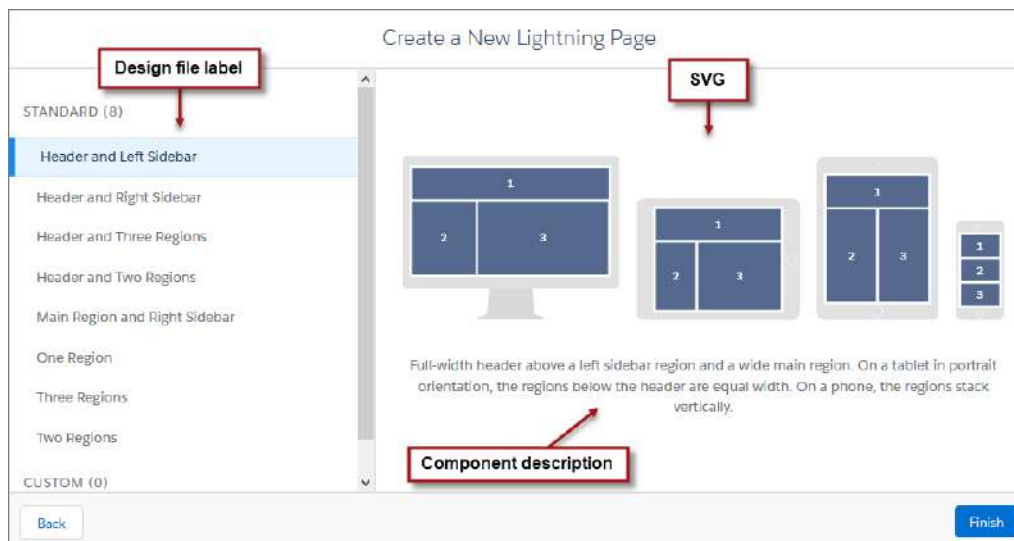 Create a New Lightning Page
Design file label
SVG
STANDARD (8)
Header and Left Sidebar
Header and Right Sidebar
Header and Three Regions
Header and Two Regions
Main Region and Right Sidebar
One Region
Three Regions
Two Regions
CUSTOM (0)
1
2
3
1
2
3
1
2
3
1
2
3
Full-width header above a left sidebar region and a wide main region. On a tablet in portrait
orientation, the regions below the header are equal width. On a phone, the regions stack
vertically.
Component description
Back
Finish